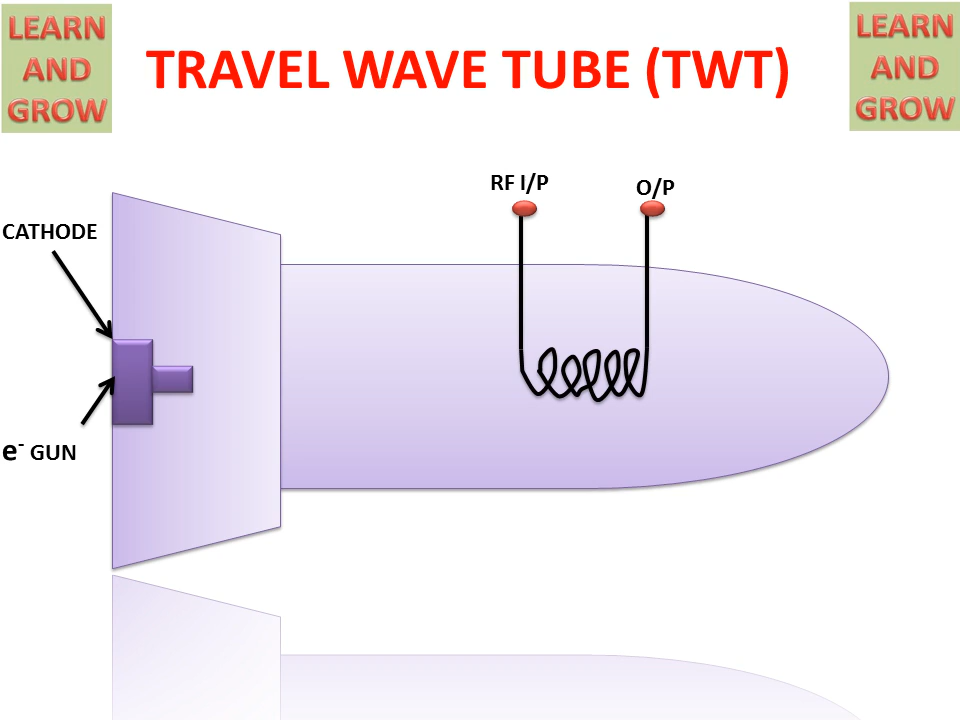 LEARN
AND
GROW
TRAVEL WAVE TUBE (TWT)
LEARN
AND
GROW
RF I/P
O/P
CATHODE
e- GUN